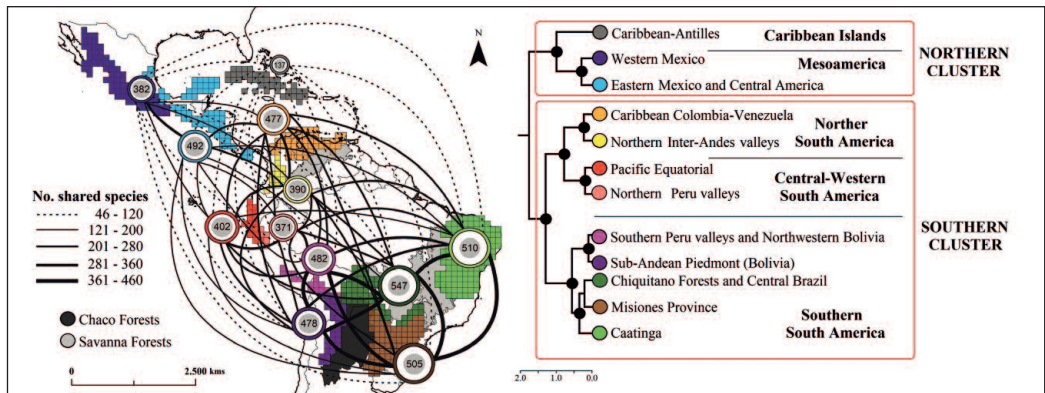 382
137
477
492
390
402
371
482
510
547
478
505
No. shared species
46 - 120
121 - 200
201 - 280
281 - 360
361 - 460
Chaco Forests
Savanna Forests
0 2.500 kms
N
Caribbean-Antilles
Caribbean Islands
Western Mexico
Mesoamerica
Eastern Mexico and Central America
NORTHERN
CLUSTER
Caribbean Colombia-Venezuela
Norther
South America
Northern Inter-Andes valleys
Pacific Equatorial
Central-Western
South America
Northern Peru valleys
Southern Peru valleys and Northwestern Bolivia
Sub-Andean Piedmont (Bolivia)
Chiquitano Forests and Central Brazil
Misiones Province
Southern
South America
Caatinga
SOUTHERN
CLUSTER
2.0 1.0 0.0